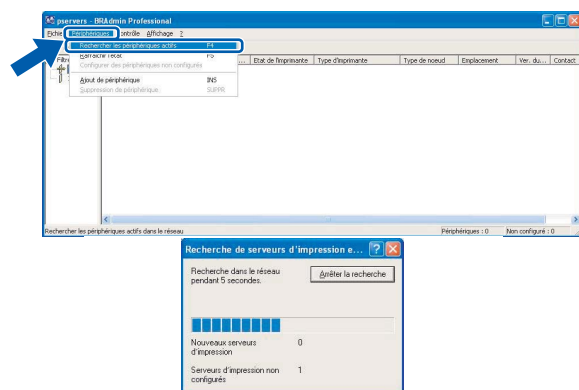 pservers - BRAdmin Professional
Fichier Périphériques Contrôle Affichage ?
Rechercher les périphériques actifs F4
Rafraîchir l'état F5
Configurer des périphériques non configurés
Ajout de périphérique INS
Suppression de périphérique SUPPR
Filtre
... Etat de l'imprimante Type d'imprimante Type de noeud Emplacement Ver. du... Contact
Rechercher les périphériques actifs dans le réseau Périphériques : 0 Non configuré : 0
Recherche de serveurs d'impression e...
Recherche dans le réseau
pendant 5 secondes.
Arrêter la recherche
Nouveaux serveurs
d'impression
0
Serveurs d'impression non
configurés
1